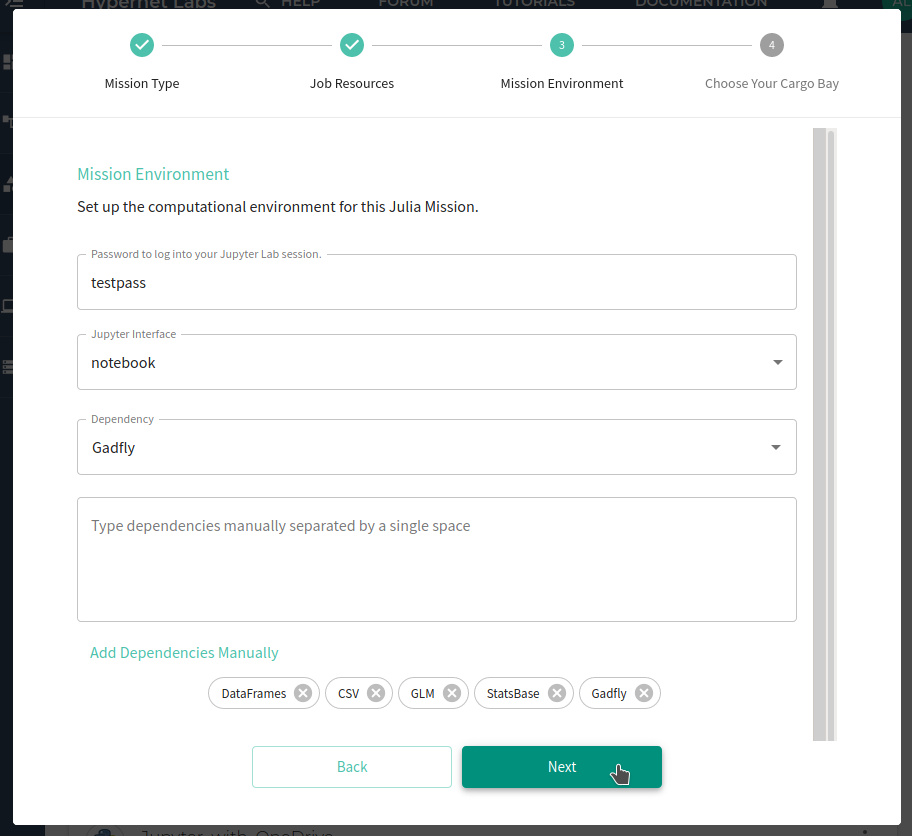 Hypernet Labs HELP FORUM TUTORIALS DOCUMENTATION AL
3 4
Mission Type Job Resources Mission Environment Choose Your Cargo Bay
Mission Environment
Set up the computational environment for this Julia Mission.
Password to log into your Jupyter Lab session.
testpass
Jupyter Interface
notebook
Dependency
Gadfly
Type dependencies manually separated by a single space
Add Dependencies Manually
DataFrames CSV GLM StatsBase Gadfly
Back Next
Jupyter with OneDrive